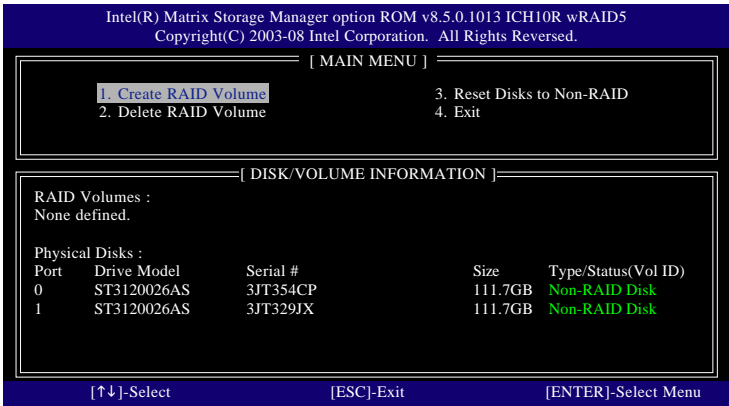 Intel(R) Matrix Storage Manager option ROM v8.5.0.1013 ICH10R wRAID5
Copyright(C) 2003-08 Intel Corporation. All Rights Reversed.
[ MAIN MENU ]
1. Create RAID Volume 3. Reset Disks to Non-RAID
2. Delete RAID Volume 4. Exit
[ DISK/VOLUME INFORMATION ]
RAID Volumes :
None defined.
Physical Disks :
Port Drive Model Serial # Size Type/Status(Vol ID)
0 ST3120026AS 3JT354CP 111.7GB Non-RAID Disk
1 ST3120026AS 3JT329JX 111.7GB Non-RAID Disk
[↑↓]-Select [ESC]-Exit [ENTER]-Select Menu